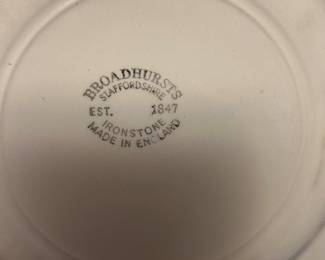 BROADHURSTS
STAFFORDSHIRE
EST. 1847
IRONSTONE
MADE IN ENGLAND